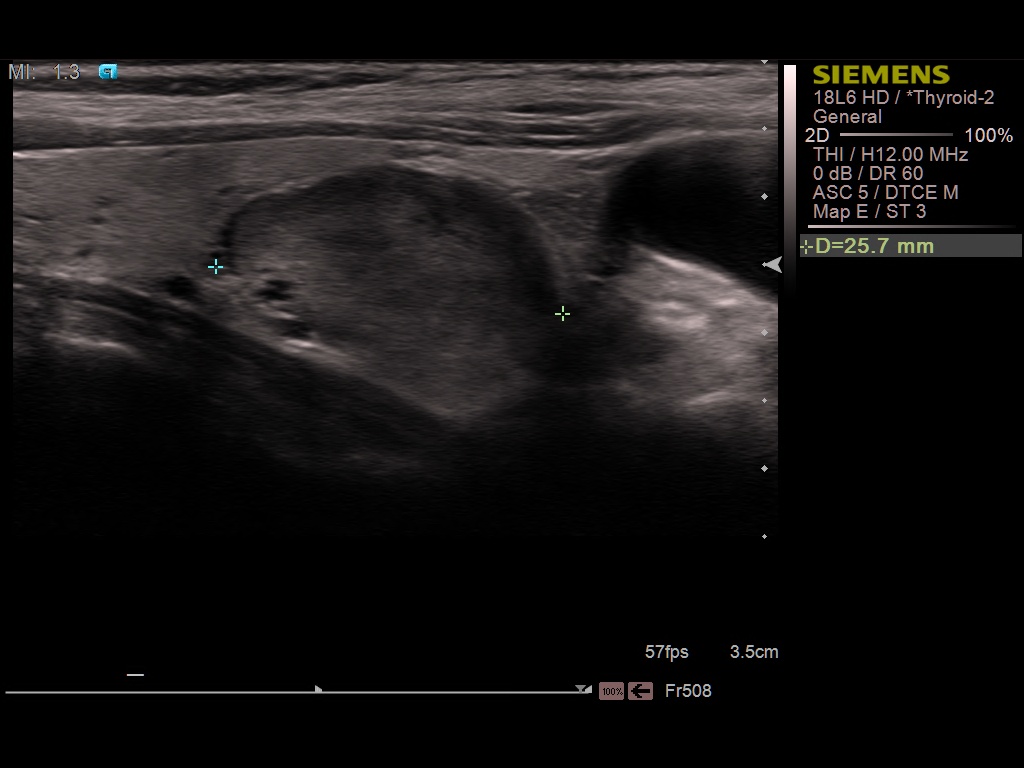 MI: 1.3
SIEMENS
18L6 HD / *Thyroid-2
General
2D 100%
THI / H12.00 MHz
0 dB / DR 60
ASC 5 / DTCE M
Map E / ST 3
D=25.7 mm
57fps 3.5cm
100% Fr508